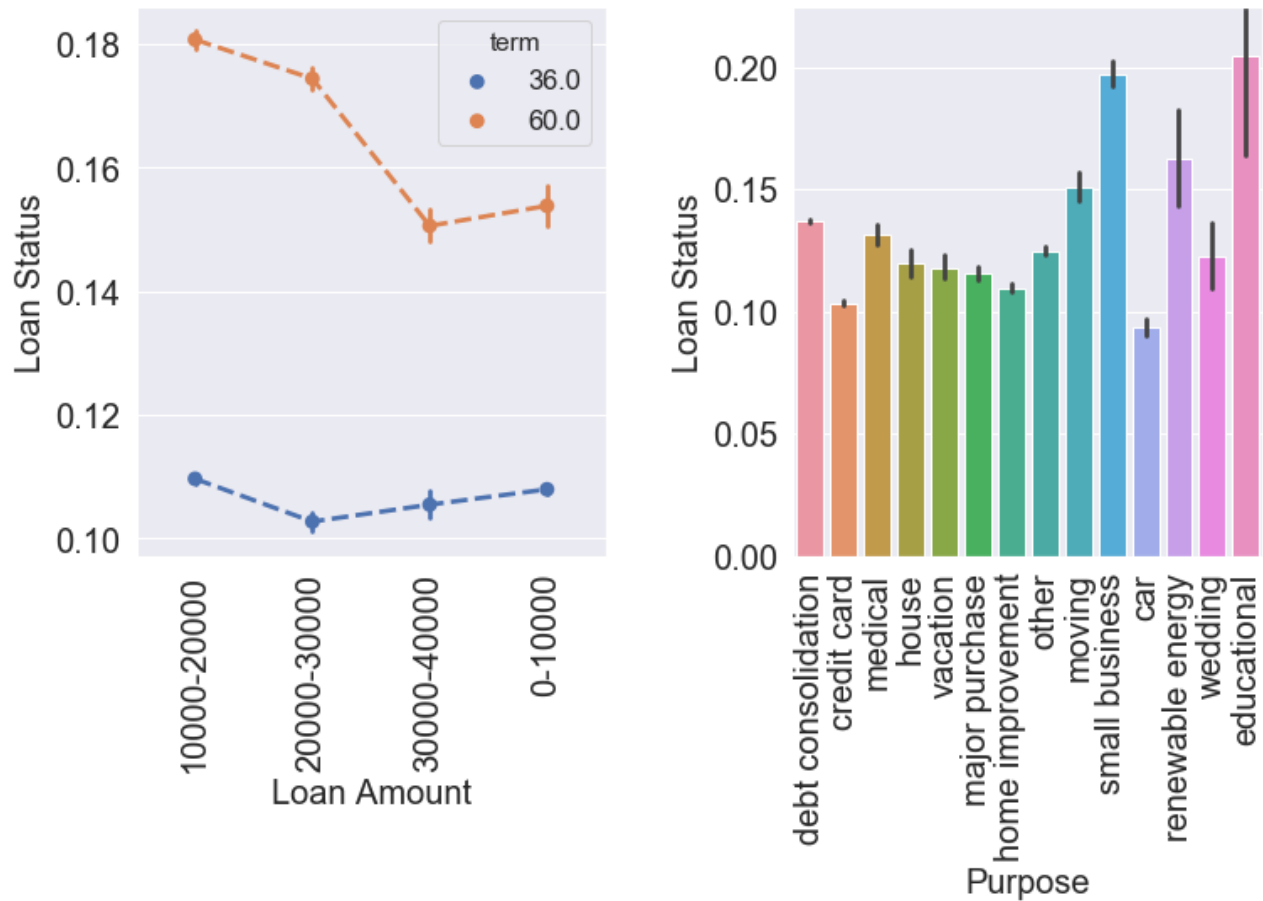 0.18
0.16
0.14
0.12
0.10
Loan Status
term
36.0
60.0
10000-20000
20000-30000
30000-40000
0-10000
Loan Amount
0.20
0.15
0.10
0.05
0.00
Loan Status
debt consolidation
credit card
medical
house
vacation
major purchase
home improvement
other
moving
small business
car
renewable energy
wedding
educational
Purpose